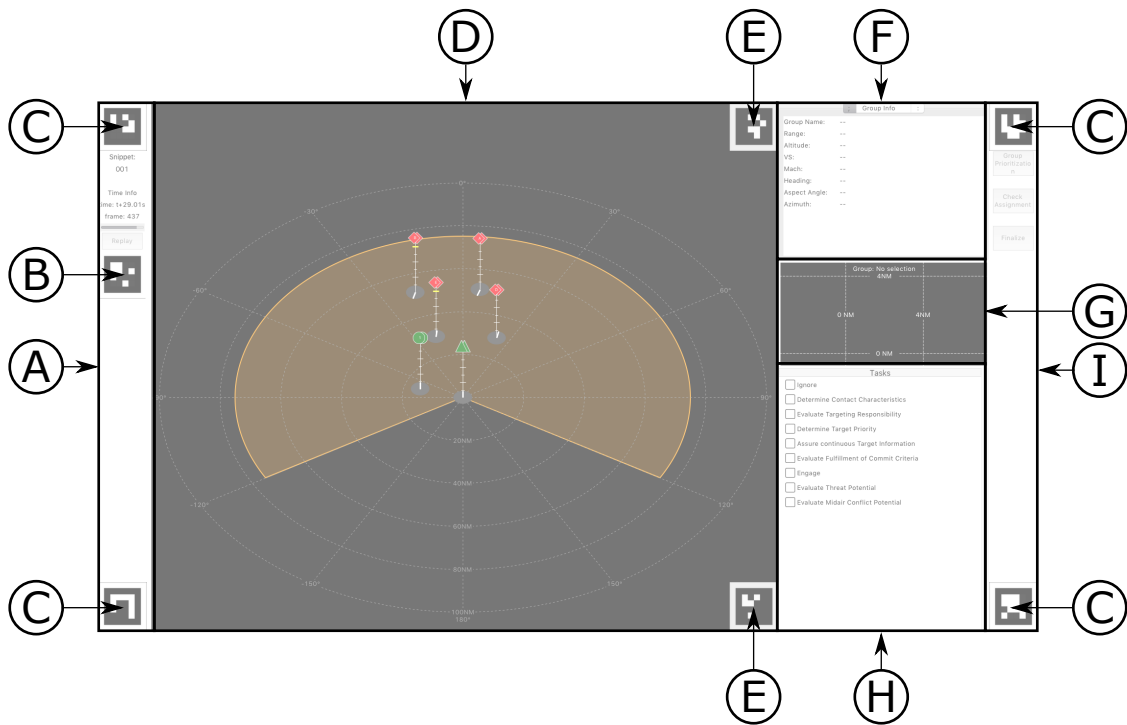 D
E
F
C
C
Snippet:
001
Time Info
ime: t+29.01s
frame: 437
Replay
B
A
C
0°
-30°
30°
-60°
60°
-90°
90°
-120°
120°
-150°
150°
20NM
40NM
60NM
80NM
100NM
180°
Group Info
Group Name: --
Range: --
Altitude: --
VS: --
Mach: --
Heading: --
Aspect Angle: --
Azimuth: --
Group: No selection
4NM
0 NM
4NM
0 NM
Tasks
Ignore
Determine Contact Characteristics
Evaluate Targeting Responsibility
Determine Target Priority
Assure continuous Target Information
Evaluate Fulfillment of Commit Criteria
Engage
Evaluate Threat Potential
Evaluate Midair Conflict Potential
Group
Prioritizatio
n
Check
Assignment
Finalize
G
I
C
E
H